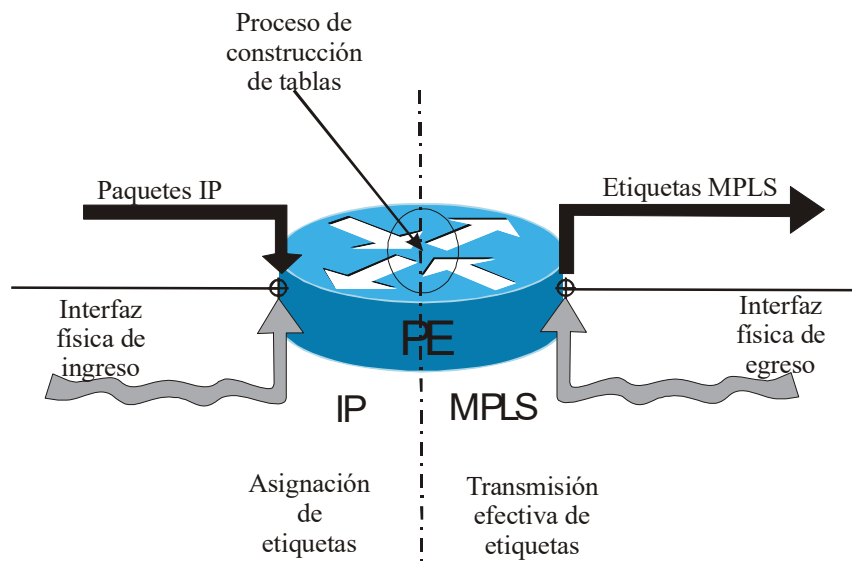 Proceso de
construcción
de tablas
Paquetes IP
Etiquetas MPLS
Interfaz
física de
ingreso
Interfaz
física de
egreso
PE
IP
MPLS
Asignación
de
etiquetas
Transmisión
efectiva de
etiquetas